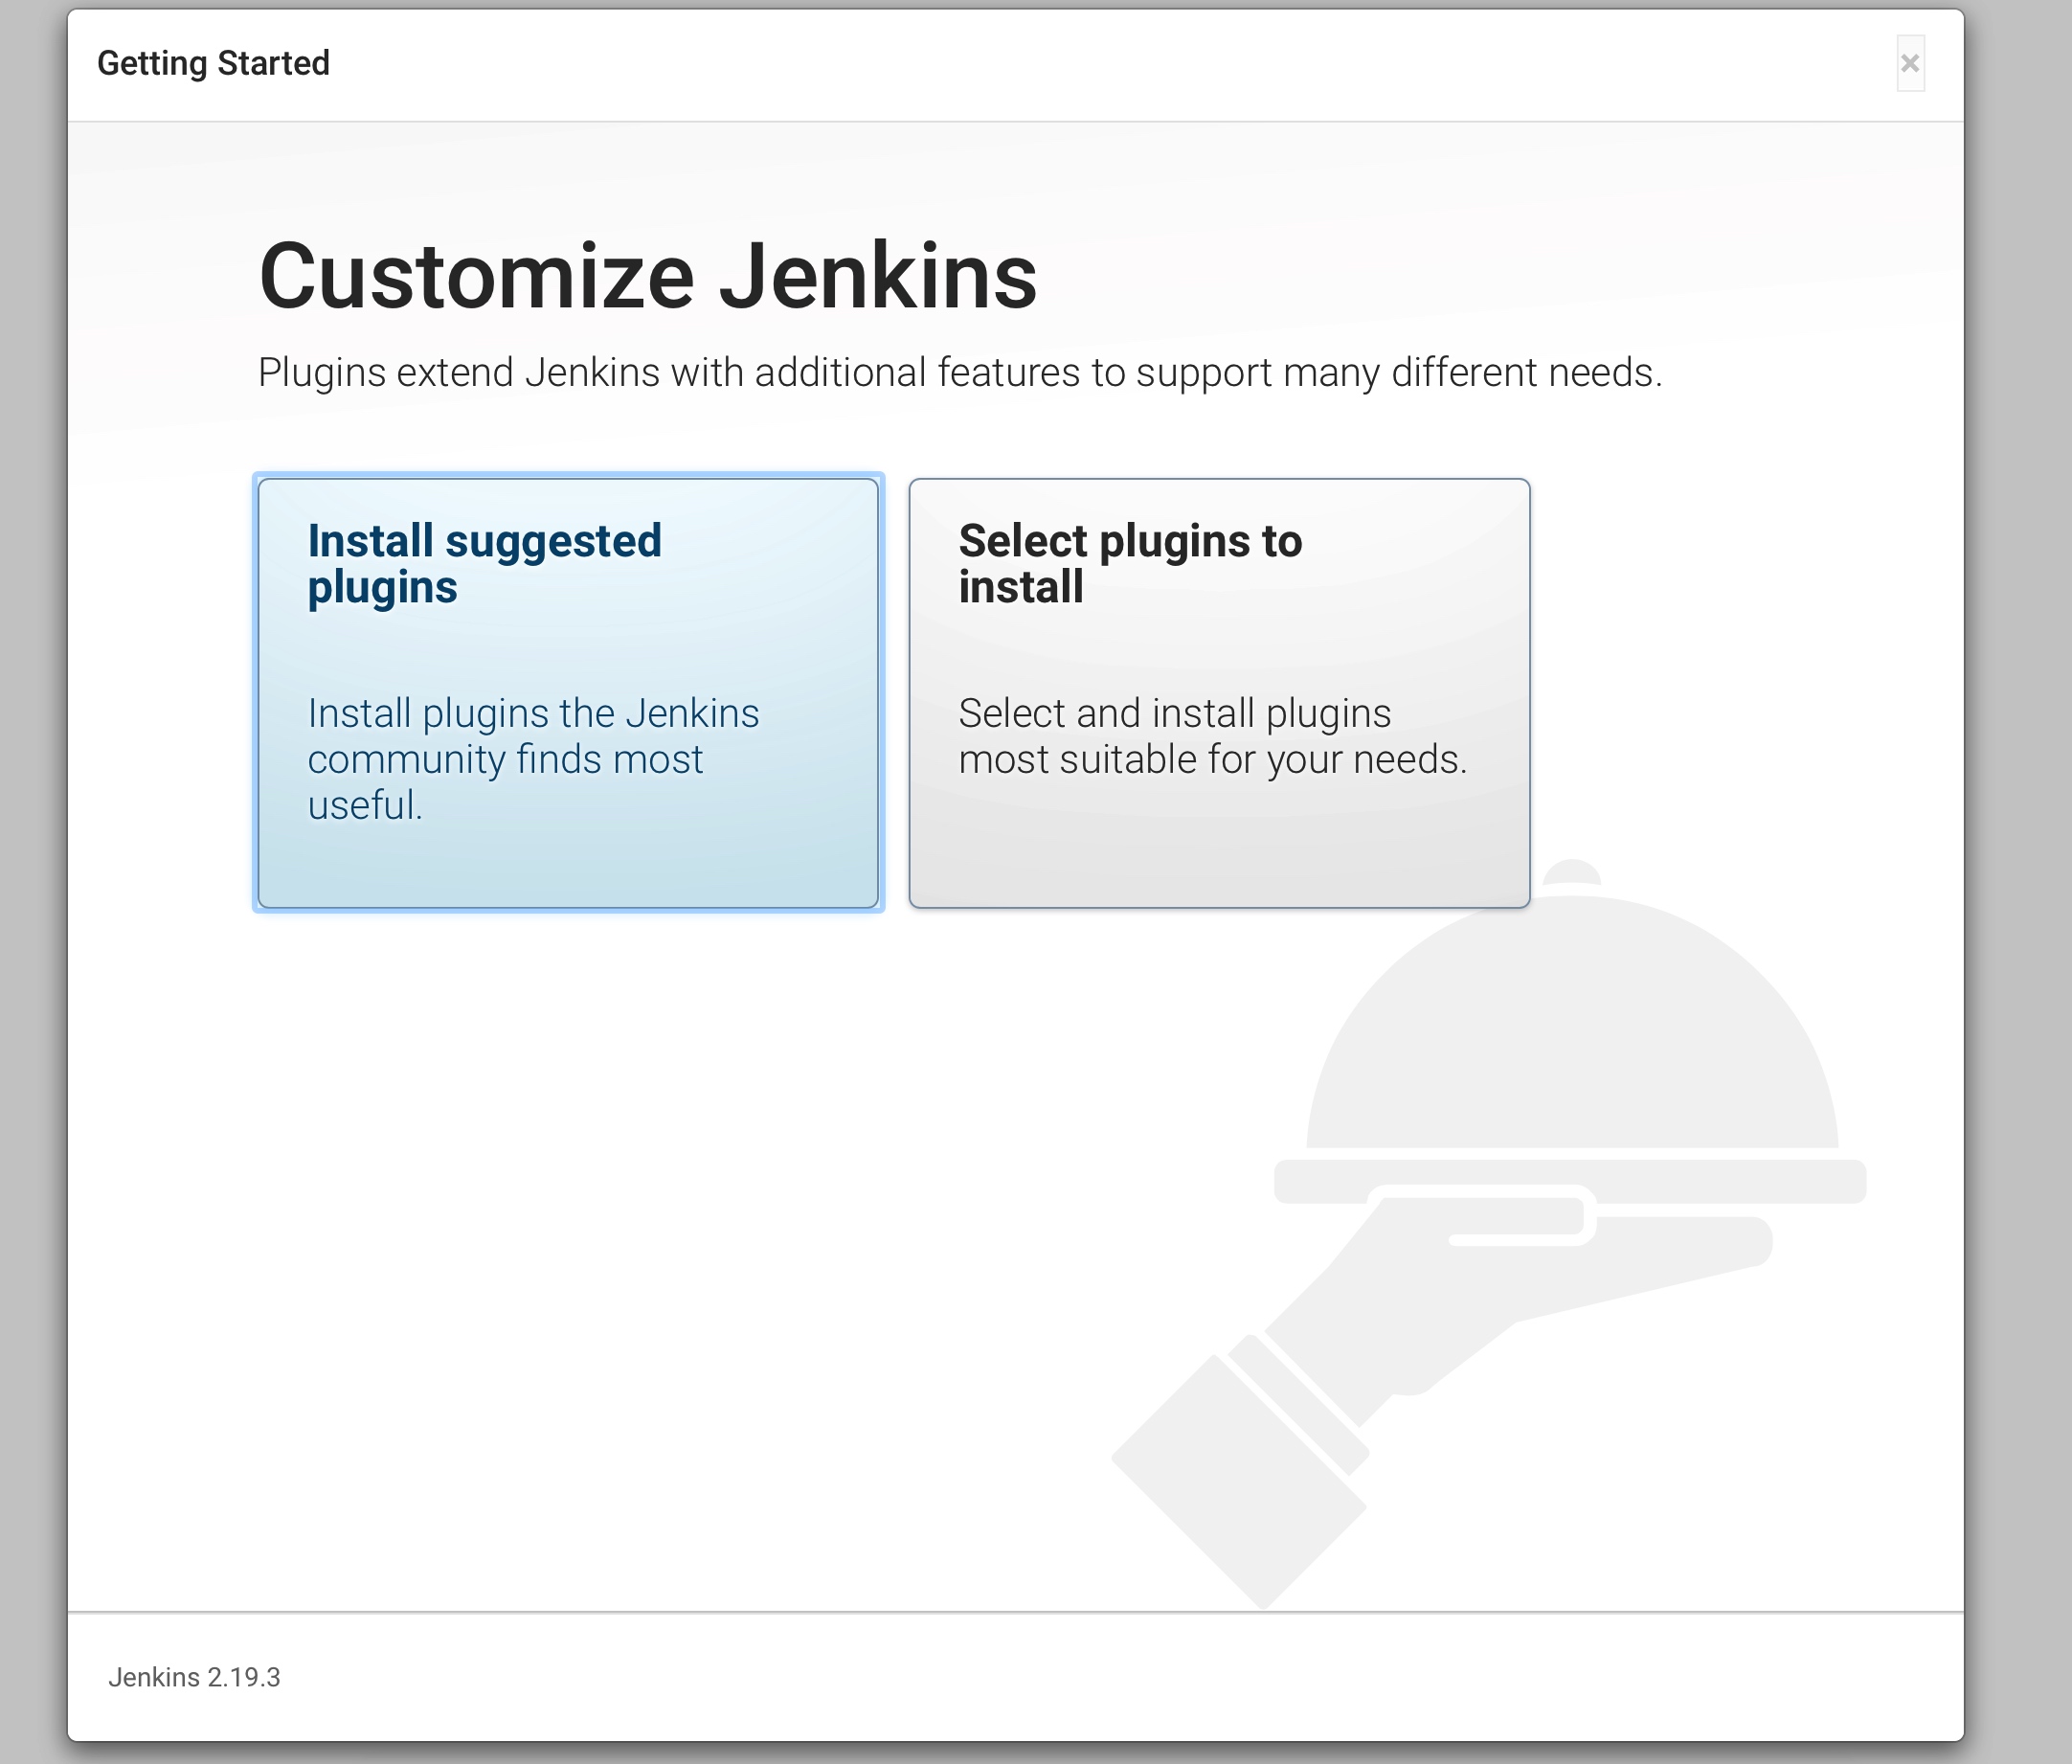 Getting Started
×
Customize Jenkins
Plugins extend Jenkins with additional features to support many different needs.
Install suggested
plugins
Install plugins the Jenkins
community finds most
useful.
Select plugins to
install
Select and install plugins
most suitable for your needs.
Jenkins 2.19.3